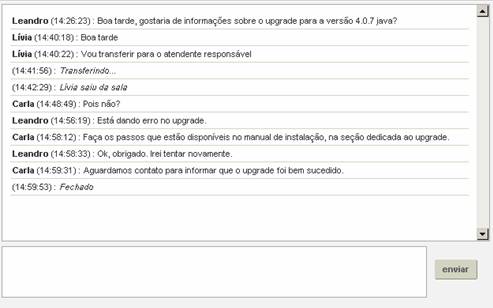 Leandro (14:26:23) : Boa tarde, gostaria de informações sobre o upgrade para a versão 4.0.7 java?
Lívia (14:40:18) : Boa tarde
Lívia (14:40:22) : Vou transferir para o atendente responsável
(14:41:56) : Transferindo...
(14:42:29) : Lívia saiu da sala
Carla (14:48:49) : Pois não?
Leandro (14:56:19) : Está dando erro no upgrade.
Carla (14:58:12) : Faça os passos que estão disponíveis no manual de instalação, na seção dedicada ao upgrade.
Leandro (14:58:33) : Ok, obrigado. Irei tentar novamente.
Carla (14:59:31) : Aguardamos contato para informar que o upgrade foi bem sucedido.
(14:59:53) : Fechado
enviar